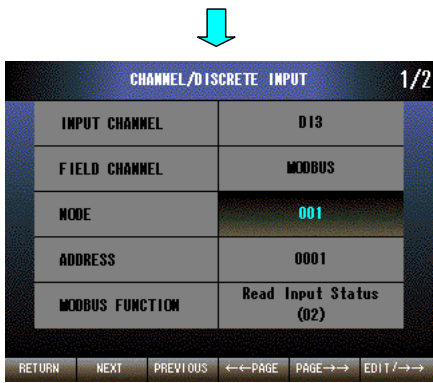 CHANNEL/DISCRETE INPUT 1/2
INPUT CHANNEL DI3
FIELD CHANNEL MODBUS
NODE 001
ADDRESS 0001
MODBUS FUNCTION Read Input Status
(02)
RETURN NEXT PREVIOUS ←←PAGE PAGE→→ EDIT/→→